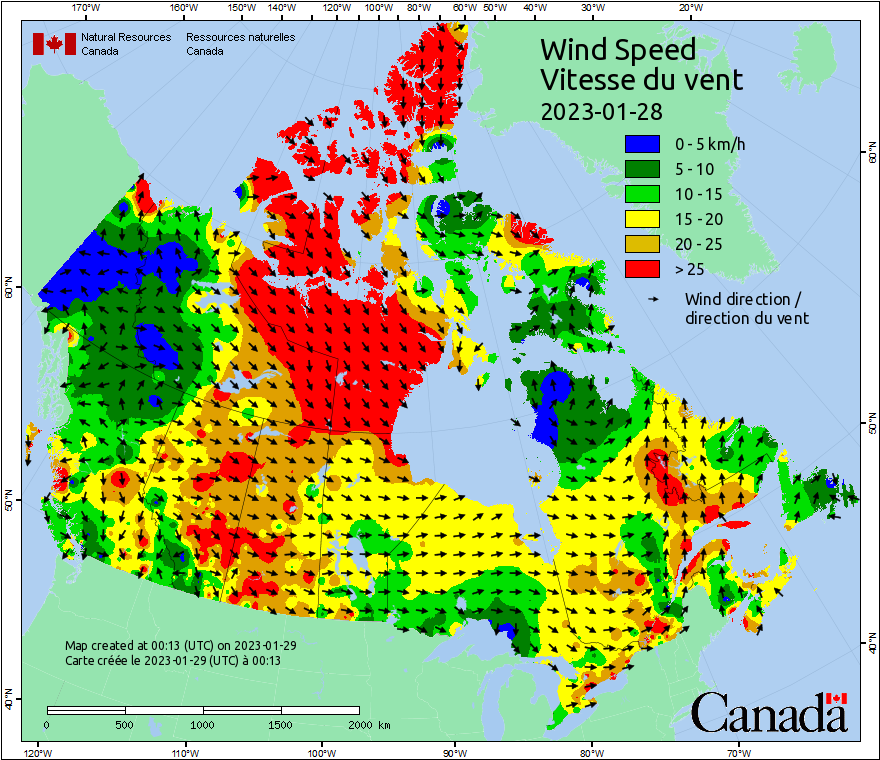 170°W 160°W 150°W 140°W 120°W 100°W 80°W 60°W 50°W 40°W 30°W 20°W
Natural Resources Ressources naturelles
Canada Canada
Wind Speed
Vitesse du vent
2023-01-28
0 - 5 km/h
5 - 10
10 - 15
15 - 20
20 - 25
> 25
Wind direction /
direction du vent
60°N
60°N
50°N
50°N
40°N
40°N
Map created at 00:13 (UTC) on 2023-01-29
Carte créée le 2023-01-29 (UTC) à 00:13
0 500 1000 1500 2000 km
Canada
120°W 110°W 100°W 90°W 80°W 70°W